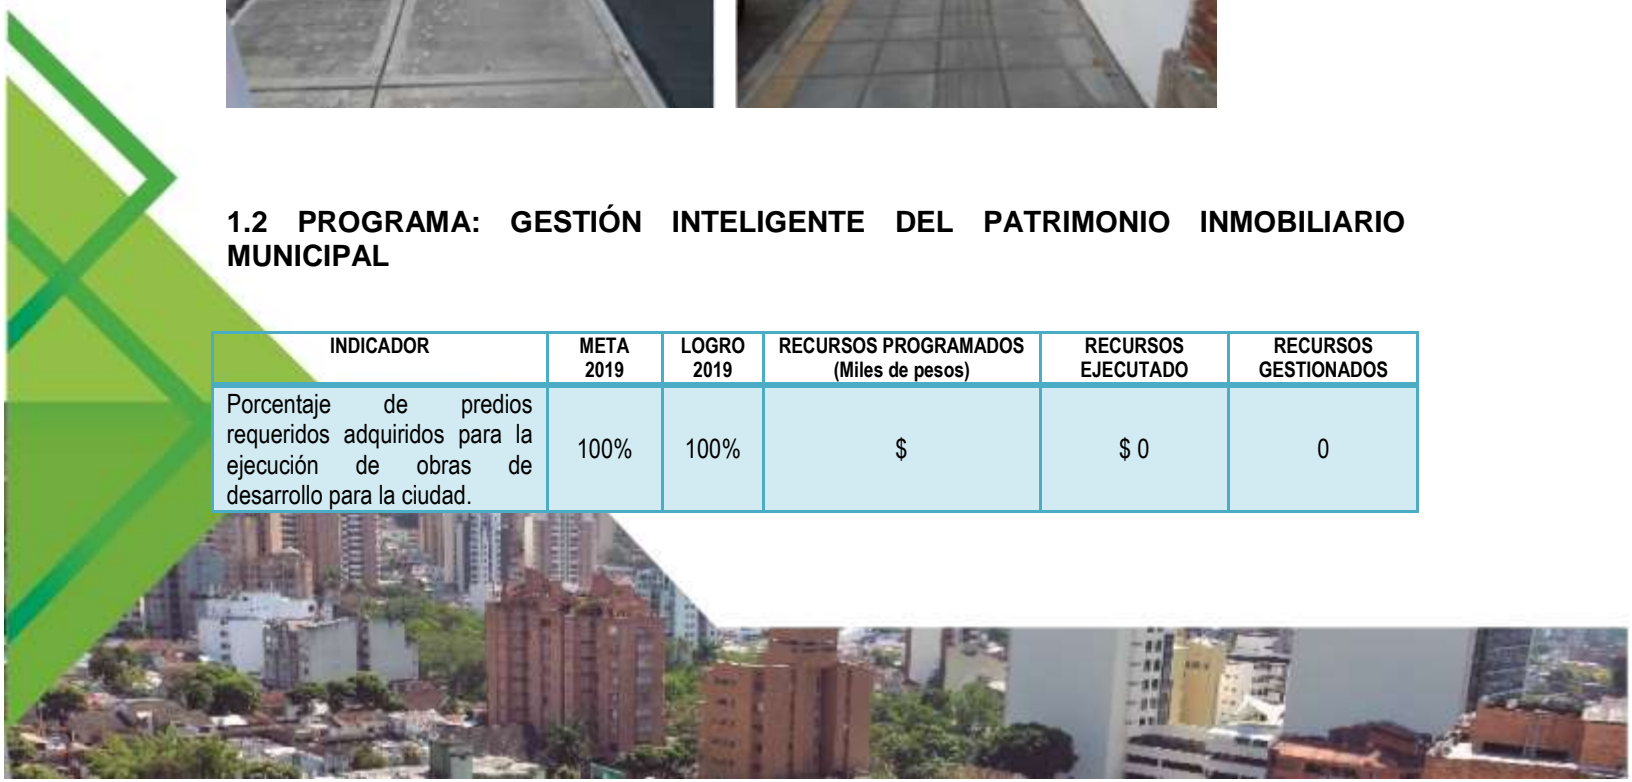 1.2 PROGRAMA: GESTIÓN INTELIGENTE DEL PATRIMONIO INMOBILIARIO
MUNICIPAL
INDICADOR
META
2019
LOGRO
2019
RECURSOS PROGRAMADOS
(Miles de pesos)
RECURSOS
EJECUTADO
RECURSOS
GESTIONADOS
Porcentaje de predios
requeridos adquiridos para la
ejecución de obras de
desarrollo para la ciudad.
100%
100%
$
$ 0
0